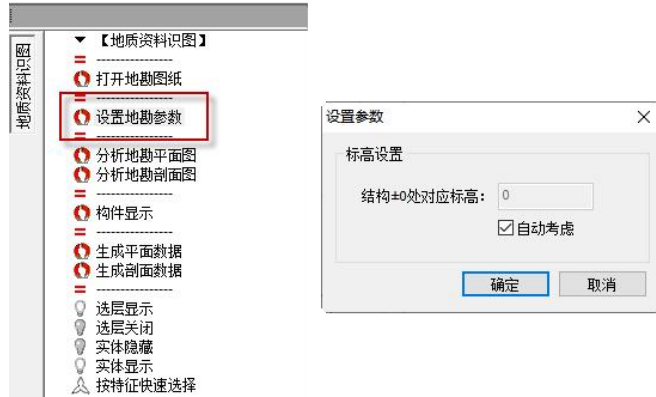 地质资料识图
【地质资料识图】
----------------
打开地勘图纸
----------------
设置地勘参数
----------------
分析地勘平面图
分析地勘剖面图
----------------
构件显示
----------------
生成平面数据
生成剖面数据
----------------
选层显示
选层关闭
实体隐藏
实体显示
按特征快速选择
设置参数
标高设置
结构±0处对应标高： 0
自动考虑
确定 取消